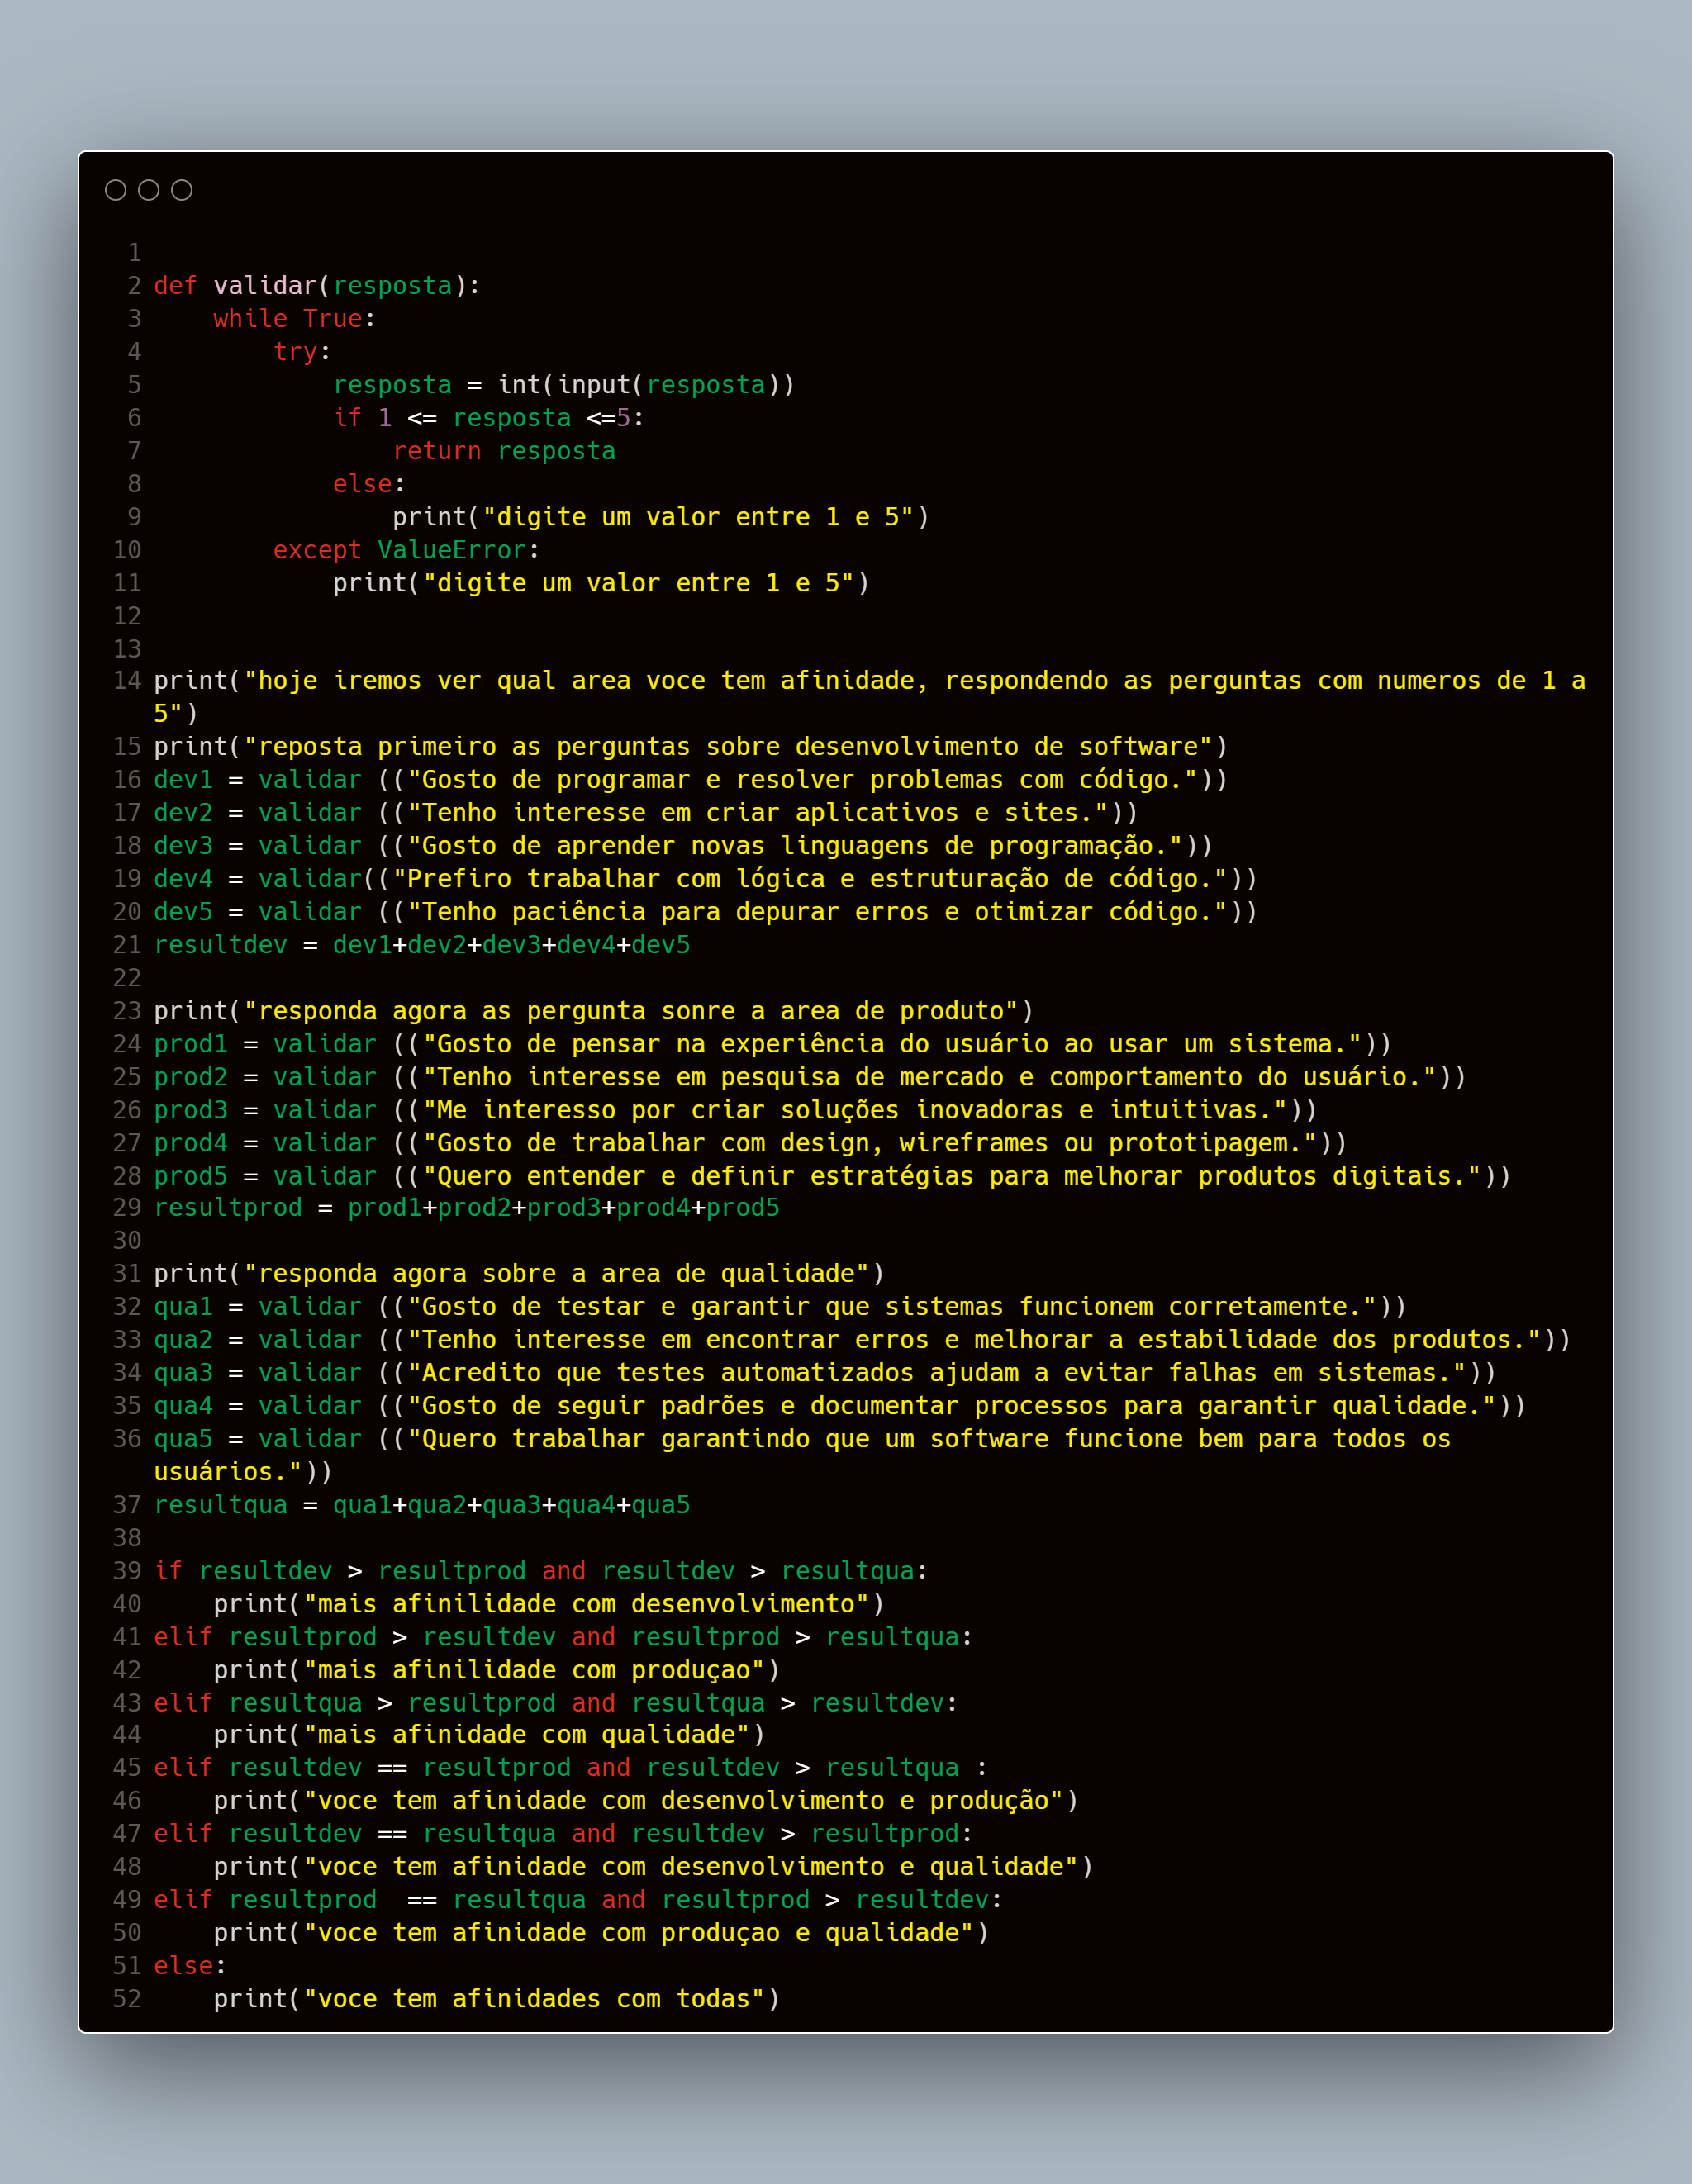 1
2 def validar(resposta):
3     while True:
4         try:
5             resposta = int(input(resposta))
6             if 1 <= resposta <=5:
7                 return resposta
8             else:
9                 print("digite um valor entre 1 e 5")
10         except ValueError:
11             print("digite um valor entre 1 e 5")
12
13
14 print("hoje iremos ver qual area voce tem afinidade, respondendo as perguntas com numeros de 1 a
5")
15 print("reposta primeiro as perguntas sobre desenvolvimento de software")
16 dev1 = validar (("Gosto de programar e resolver problemas com código."))
17 dev2 = validar (("Tenho interesse em criar aplicativos e sites."))
18 dev3 = validar (("Gosto de aprender novas linguagens de programação."))
19 dev4 = validar(("Prefiro trabalhar com lógica e estruturação de código."))
20 dev5 = validar (("Tenho paciência para depurar erros e otimizar código."))
21 resultdev = dev1+dev2+dev3+dev4+dev5
22
23 print("responda agora as pergunta sonre a area de produto")
24 prod1 = validar (("Gosto de pensar na experiência do usuário ao usar um sistema."))
25 prod2 = validar (("Tenho interesse em pesquisa de mercado e comportamento do usuário."))
26 prod3 = validar (("Me interesso por criar soluções inovadoras e intuitivas."))
27 prod4 = validar (("Gosto de trabalhar com design, wireframes ou prototipagem."))
28 prod5 = validar (("Quero entender e definir estratégias para melhorar produtos digitais."))
29 resultprod = prod1+prod2+prod3+prod4+prod5
30
31 print("responda agora sobre a area de qualidade")
32 qua1 = validar (("Gosto de testar e garantir que sistemas funcionem corretamente."))
33 qua2 = validar (("Tenho interesse em encontrar erros e melhorar a estabilidade dos produtos."))
34 qua3 = validar (("Acredito que testes automatizados ajudam a evitar falhas em sistemas."))
35 qua4 = validar (("Gosto de seguir padrões e documentar processos para garantir qualidade."))
36 qua5 = validar (("Quero trabalhar garantindo que um software funcione bem para todos os
usuários."))
37 resultqua = qua1+qua2+qua3+qua4+qua5
38
39 if resultdev > resultprod and resultdev > resultqua:
40     print("mais afinilidade com desenvolvimento")
41 elif resultprod > resultdev and resultprod > resultqua:
42     print("mais afinilidade com produçao")
43 elif resultqua > resultprod and resultqua > resultdev:
44     print("mais afinidade com qualidade")
45 elif resultdev == resultprod and resultdev > resultqua :
46     print("voce tem afinidade com desenvolvimento e produção")
47 elif resultdev == resultqua and resultdev > resultprod:
48     print("voce tem afinidade com desenvolvimento e qualidade")
49 elif resultprod  == resultqua and resultprod > resultdev:
50     print("voce tem afinidade com produçao e qualidade")
51 else:
52     print("voce tem afinidades com todas")